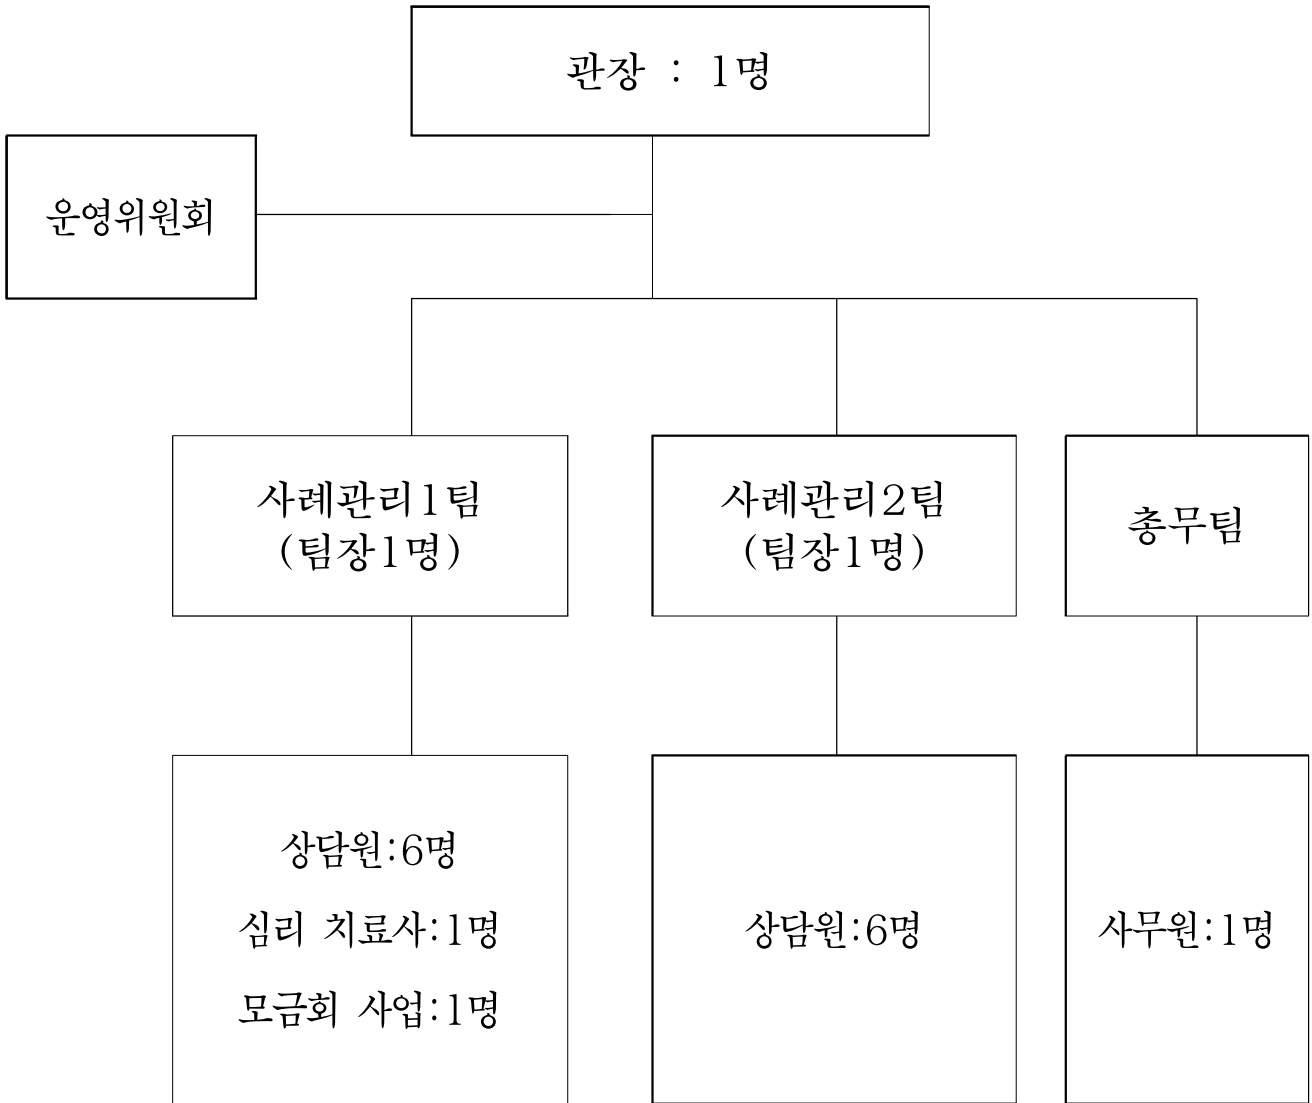 관장 : 1명
운영위원회
사례관리1팀
(팀장1명)
사례관리2팀
(팀장1명)
총무팀
상담원:6명
심리 치료사:1명
모금회 사업:1명
상담원:6명
사무원:1명